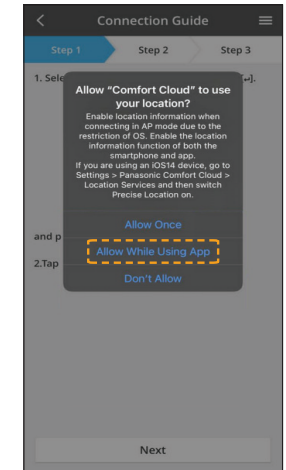 Connection Guide
Step 1
Step 2
Step 3
1. Sele [↵].
Allow “Comfort Cloud” to use
your location?
Enable location information when
connecting in AP mode due to the
restriction of OS. Enable the location
information function of both the
smartphone and app.
If you are using an iOS14 device, go to
Settings > Panasonic Comfort Cloud >
Location Services and then switch
Precise Location on.
Allow Once
and p
Allow While Using App
2.Tap
Don't Allow
Next